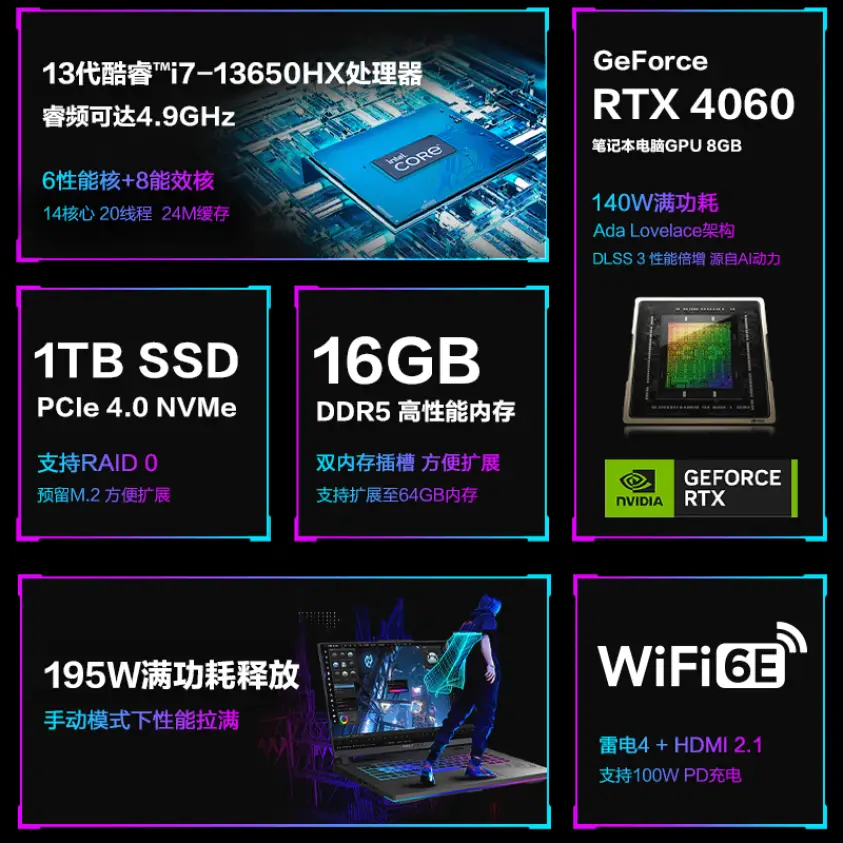 13代酷睿™i7-13650HX处理器
睿频可达4.9GHz
6性能核+8能效核
14核心 20线程 24M缓存
intel
CORE
GeForce
RTX 4060
笔记本电脑GPU 8GB
140W满功耗
Ada Lovelace架构
DLSS 3 性能倍增 源自AI动力
NVIDIA
GEFORCE
RTX
1TB SSD
PCIe 4.0 NVMe
支持RAID 0
预留M.2 方便扩展
16GB
DDR5 高性能内存
双内存插槽 方便扩展
支持扩展至64GB内存
195W满功耗释放
手动模式下性能拉满
WiFi 6E
雷电4 + HDMI 2.1
支持100W PD充电